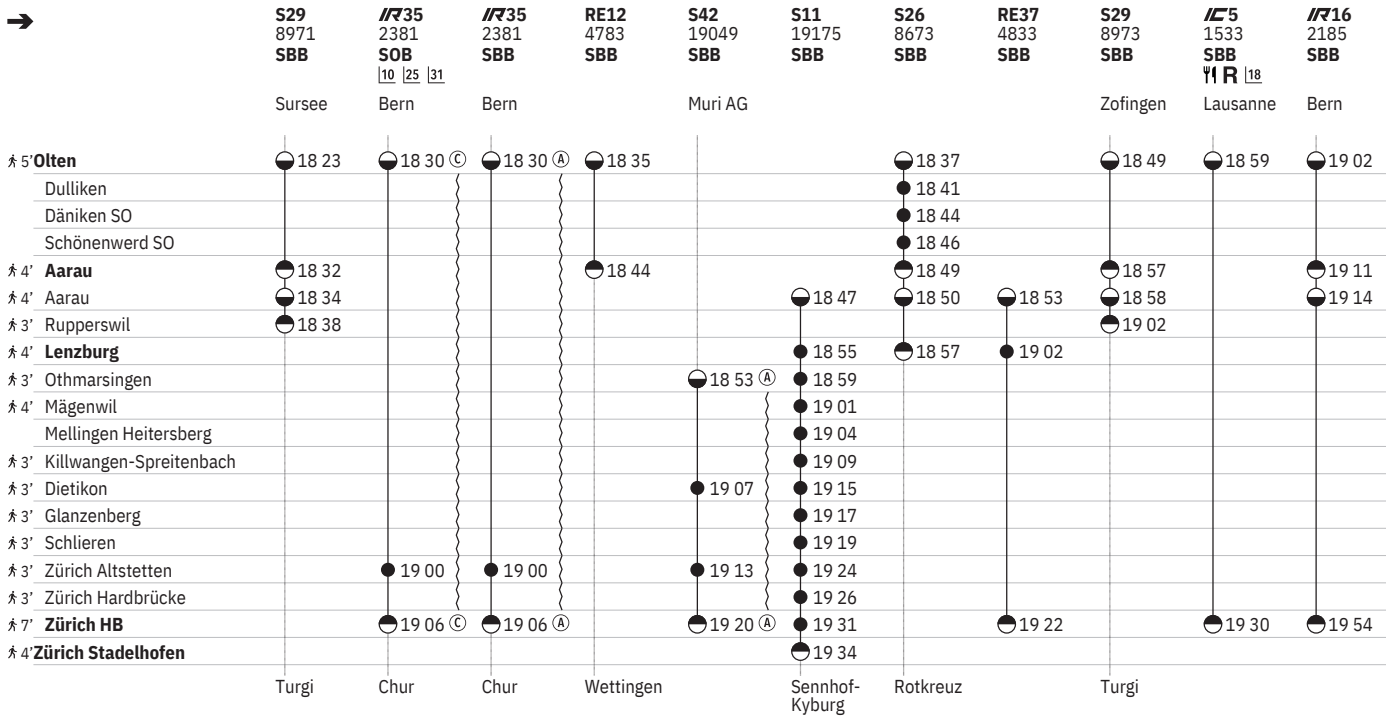 ➔ S29 IR35 IR35 RE12 S42 S11 S26 RE37 S29 IC5 IR16
8971 2381 2381 4783 19049 19175 8673 4833 8973 1533 2185
SBB SOB SBB SBB SBB SBB SBB SBB SBB SBB SBB
10 25 31 R 18
Sursee Bern Bern Muri AG Zofingen Lausanne Bern
5’ Olten 18 23 18 30 Ⓒ 18 30 Ⓐ 18 35 18 37 18 49 18 59 19 02
Dulliken 18 41
Däniken SO 18 44
Schönenwerd SO 18 46
4’ Aarau 18 32 18 44 18 49 18 57 19 11
4’ Aarau 18 34 18 47 18 50 18 53 18 58 19 14
3’ Rupperswil 18 38 19 02
4’ Lenzburg 18 55 18 57 19 02
3’ Othmarsingen 18 53 Ⓐ 18 59
4’ Mägenwil 19 01
Mellingen Heitersberg 19 04
3’ Killwangen-Spreitenbach 19 09
3’ Dietikon 19 07 19 15
3’ Glanzenberg 19 17
3’ Schlieren 19 19
3’ Zürich Altstetten 19 00 19 00 19 13 19 24
3’ Zürich Hardbrücke 19 26
7’ Zürich HB 19 06 Ⓒ 19 06 Ⓐ 19 20 Ⓐ 19 31 19 22 19 30 19 54
4’ Zürich Stadelhofen 19 34
Turgi Chur Chur Wettingen Sennhof- Rotkreuz Turgi
Kyburg